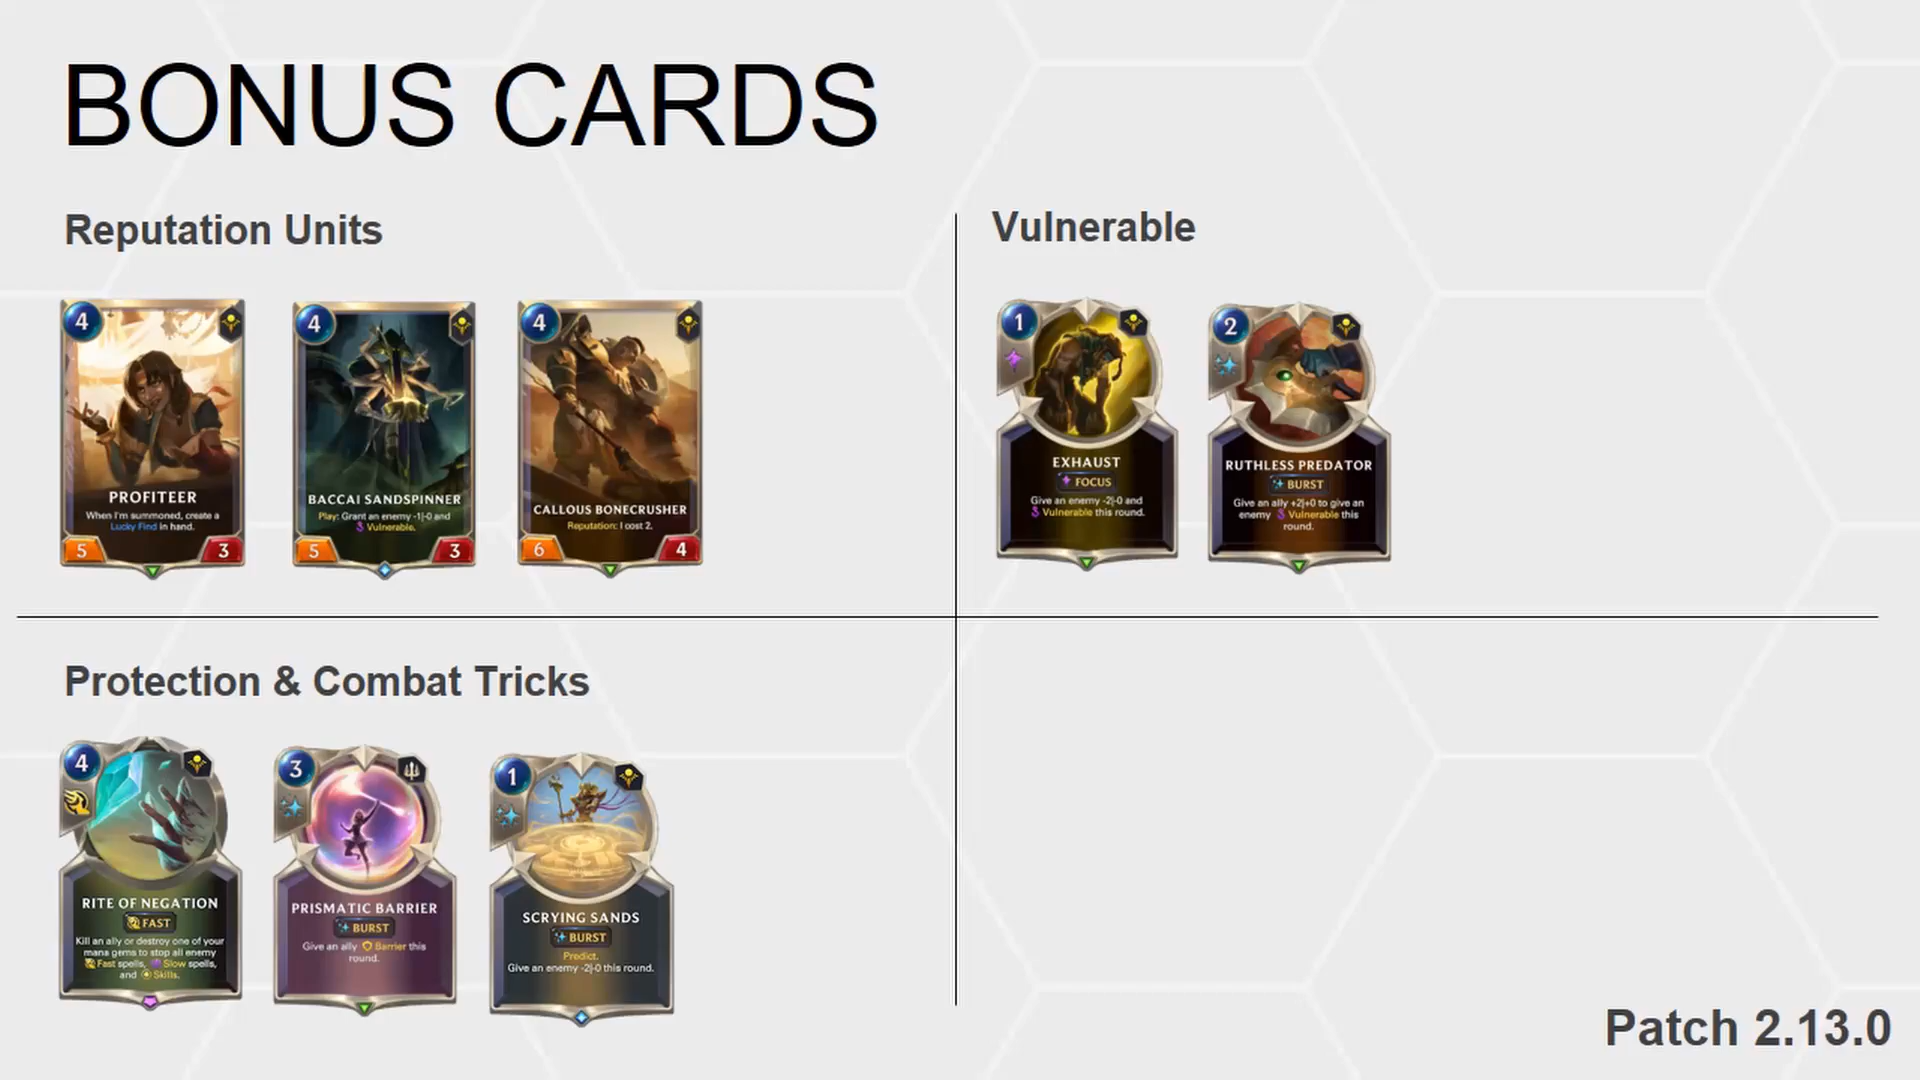 BONUS CARDS
Reputation Units
4
PROFITEER
When I'm summoned, create a
Lucky Find in hand.
5
3
4
BACCAI SANDSPINNER
Play: Grant an enemy -1|-0 and
Vulnerable.
5
3
4
CALLOUS BONECRUSHER
Reputation: I cost 2.
6
4
Vulnerable
1
EXHAUST
FOCUS
Give an enemy -2|-0 and
Vulnerable this round.
2
RUTHLESS PREDATOR
BURST
Give an ally +2|+0 to give an
enemy Vulnerable this
round.
Protection & Combat Tricks
4
RITE OF NEGATION
FAST
Kill an ally or destroy one of your
mana gems to stop all enemy
Fast spells, Slow spells,
and Skills.
3
PRISMATIC BARRIER
BURST
Give an ally Barrier this
round.
1
SCRYING SANDS
BURST
Predict.
Give an enemy -2|-0 this round.
Patch 2.13.0